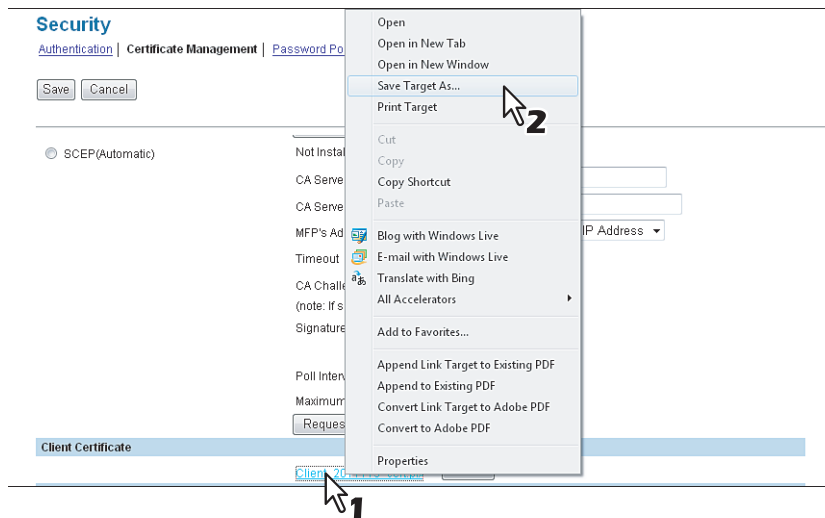 Security
Authentication | Certificate Management | Password Po
Save Cancel
SCEP(Automatic)
Not Instal
CA Serve
CA Serve
MFP's Ad
IP Address
Timeout
CA Challe
(note: If s
Signature
Poll Interv
Maximum
Reques
Client Certificate
Open
Open in New Tab
Open in New Window
Save Target As...
Print Target
Cut
Copy
Copy Shortcut
Paste
Blog with Windows Live
E-mail with Windows Live
Translate with Bing
All Accelerators
Add to Favorites...
Append Link Target to Existing PDF
Append to Existing PDF
Convert Link Target to Adobe PDF
Convert to Adobe PDF
Properties
2
1